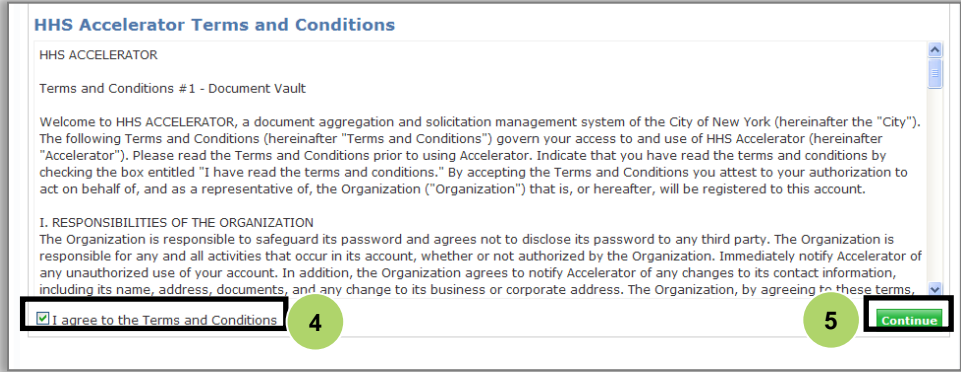 HHS Accelerator Terms and Conditions
HHS ACCELERATOR
Terms and Conditions #1 - Document Vault
Welcome to HHS ACCELERATOR, a document aggregation and solicitation management system of the City of New York (hereinafter the "City").
The following Terms and Conditions (hereinafter "Terms and Conditions") govern your access to and use of HHS Accelerator (hereinafter
"Accelerator"). Please read the Terms and Conditions prior to using Accelerator. Indicate that you have read the terms and conditions by
checking the box entitled "I have read the terms and conditions." By accepting the Terms and Conditions you attest to your authorization to
act on behalf of, and as a representative of, the Organization ("Organization") that is, or hereafter, will be registered to this account.
I. RESPONSIBILITIES OF THE ORGANIZATION
The Organization is responsible to safeguard its password and agrees not to disclose its password to any third party. The Organization is
responsible for any and all activities that occur in its account, whether or not authorized by the Organization. Immediately notify Accelerator of
any unauthorized use of your account. In addition, the Organization agrees to notify Accelerator of any changes to its contact information,
including its name, address, documents, and any change to its business or corporate address. The Organization, by agreeing to these terms,
I agree to the Terms and Conditions 4 5 Continue